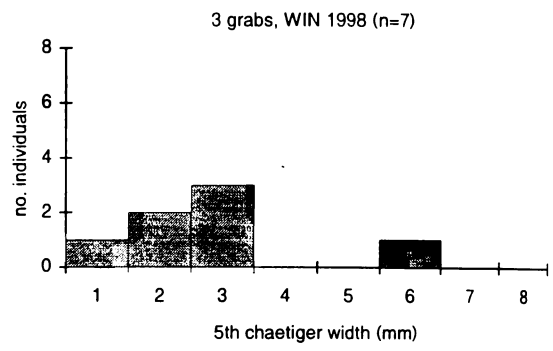 3 grabs, WIN 1998 (n=7)
no. individuals
8
6
4
2
0
1 2 3 4 5 6 7 8
5th chaetiger width (mm)